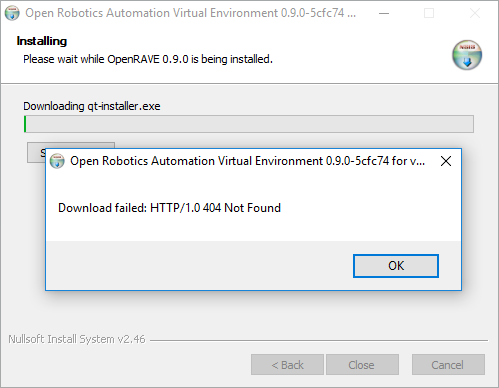 Open Robotics Automation Virtual Environment 0.9.0-5cfc74 ...
Installing
Please wait while OpenRAVE 0.9.0 is being installed.
Downloading qt-installer.exe
Open Robotics Automation Virtual Environment 0.9.0-5cfc74 for v...
Download failed: HTTP/1.0 404 Not Found
OK
Nullsoft Install System v2.46
< Back
Close
Cancel